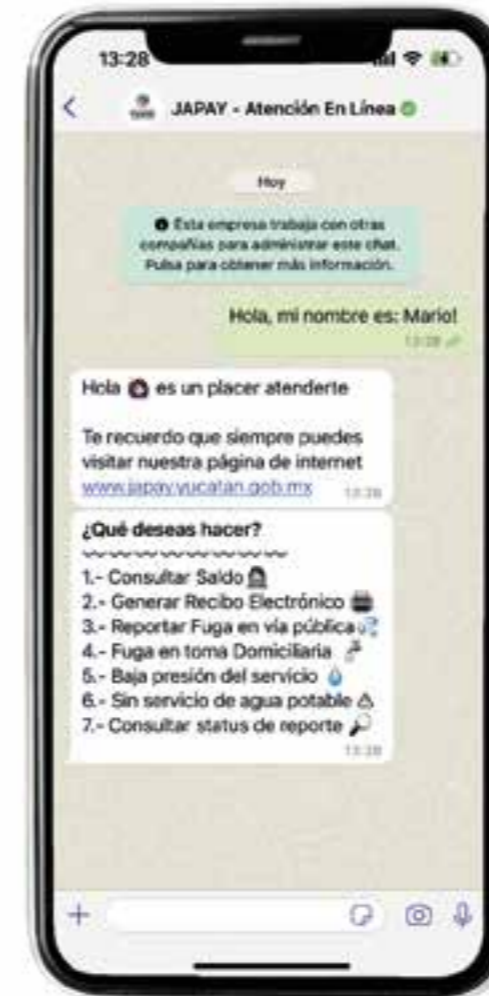 13:28
JAPAY - Atención En Línea
Hoy
Esta empresa trabaja con otras
compañías para administrar este chat.
Pulsa para obtener más información.
Hola, mi nombre es: Mario!
13:28
Hola es un placer atenderte
Te recuerdo que siempre puedes
visitar nuestra página de internet
www.japay.yucatan.gob.mx 13:28
¿Qué deseas hacer?
1.- Consultar Saldo
2.- Generar Recibo Electrónico
3.- Reportar Fuga en vía pública
4.- Fuga en toma Domiciliaria
5.- Baja presión del servicio
6.- Sin servicio de agua potable
7.- Consultar status de reporte
13:28